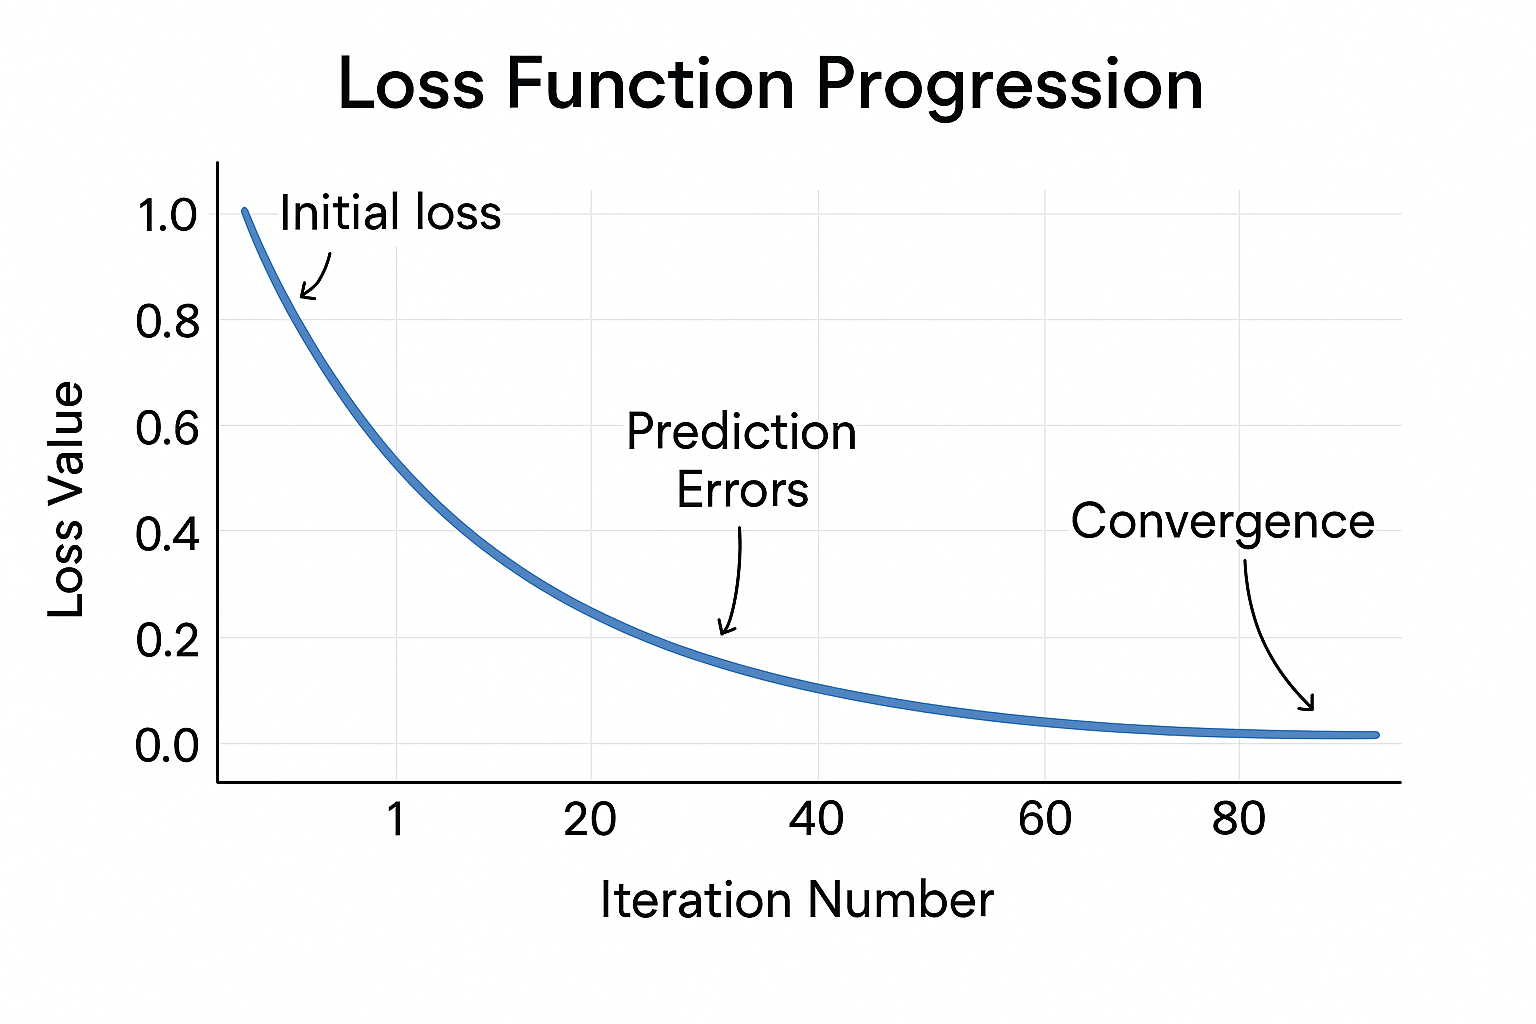 Loss Function Progression
Initial loss
Prediction
Errors
Convergence
Loss Value
1.0
0.8
0.6
0.4
0.2
0.0
1 20 40 60 80
Iteration Number